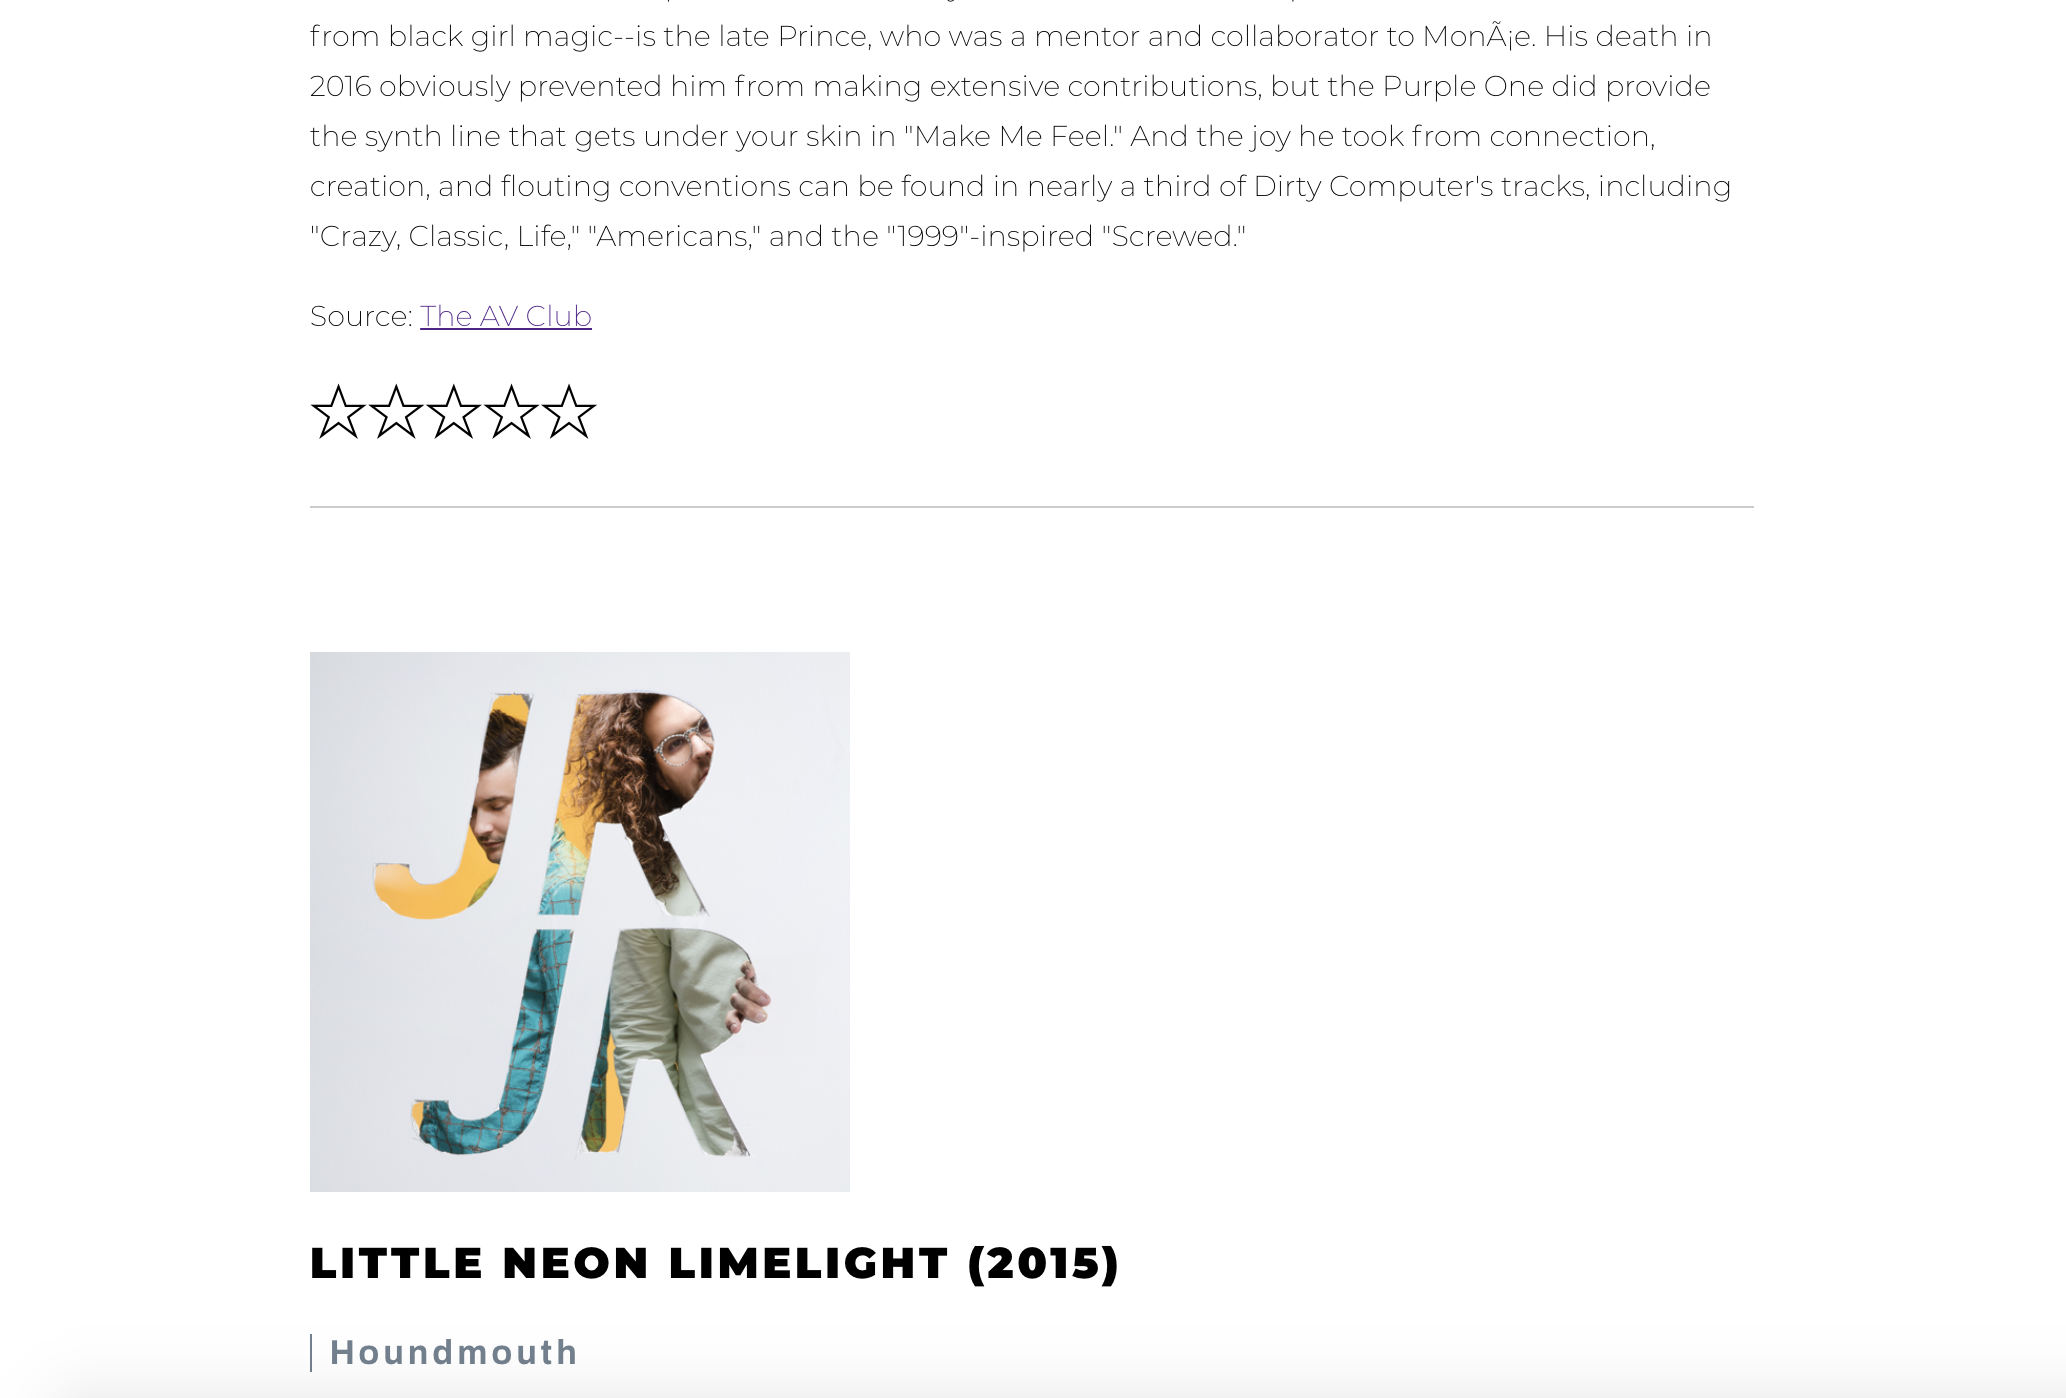 from black girl magic--is the late Prince, who was a mentor and collaborator to MonÃ¡e. His death in
2016 obviously prevented him from making extensive contributions, but the Purple One did provide
the synth line that gets under your skin in "Make Me Feel." And the joy he took from connection,
creation, and flouting conventions can be found in nearly a third of Dirty Computer's tracks, including
"Crazy, Classic, Life," "Americans," and the "1999"-inspired "Screwed."
Source: The AV Club
☆☆☆☆☆
JR
JR
LITTLE NEON LIMELIGHT (2015)
Houndmouth